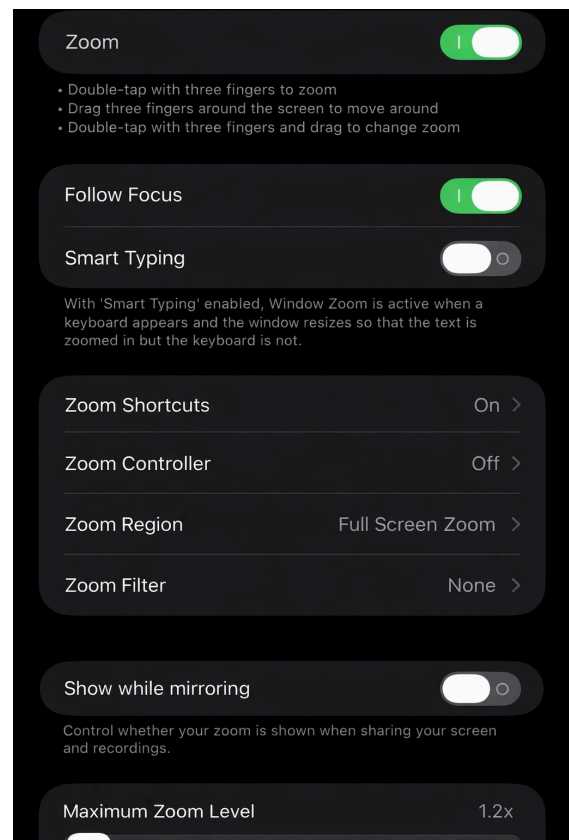 Zoom
• Double-tap with three fingers to zoom
• Drag three fingers around the screen to move around
• Double-tap with three fingers and drag to change zoom
Follow Focus
Smart Typing
With 'Smart Typing' enabled, Window Zoom is active when a
keyboard appears and the window resizes so that the text is
zoomed in but the keyboard is not.
Zoom Shortcuts On >
Zoom Controller Off >
Zoom Region Full Screen Zoom >
Zoom Filter None >
Show while mirroring
Control whether your zoom is shown when sharing your screen
and recordings.
Maximum Zoom Level 1.2x